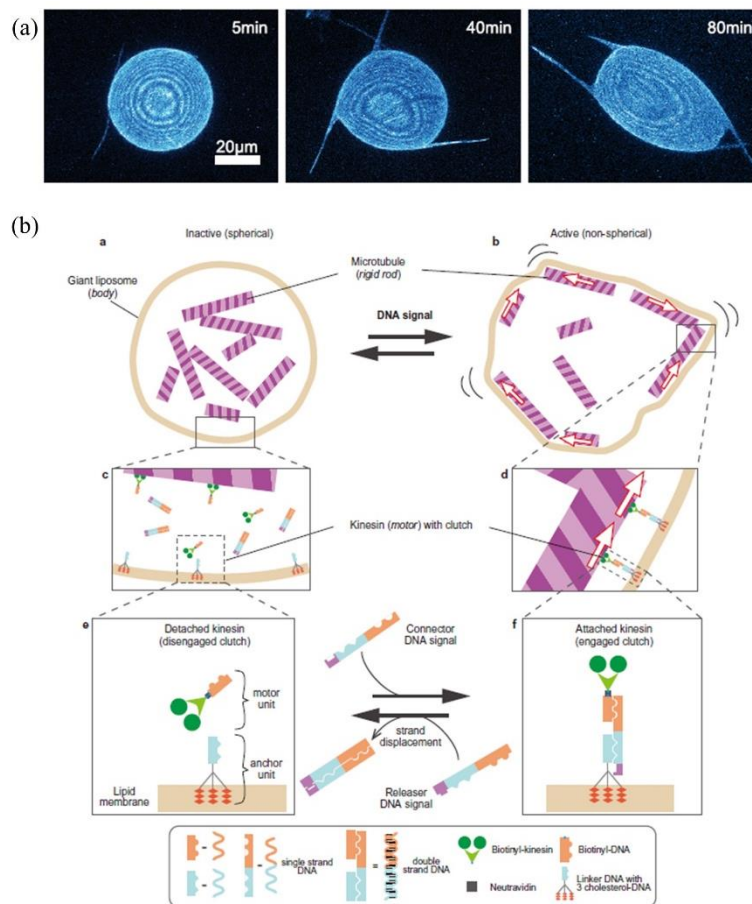 (a)
5min
40min
80min
20μm
(b)
a
Inactive (spherical)
b
Active (non-spherical)
Giant liposome
(body)
Microtubule
(rigid rod)
DNA signal
c
d
Kinesin (motor) with clutch
e
Detached kinesin
(disengaged clutch)
motor
unit
anchor
unit
Lipid
membrane
Connector
DNA signal
strand
displacement
Releaser
DNA signal
f
Attached kinesin
(engaged clutch)
single strand
DNA
double
strand DNA
Biotinyl-kinesin
Neutravidin
Biotinyl-DNA
Linker DNA with
3 cholesterol-DNA